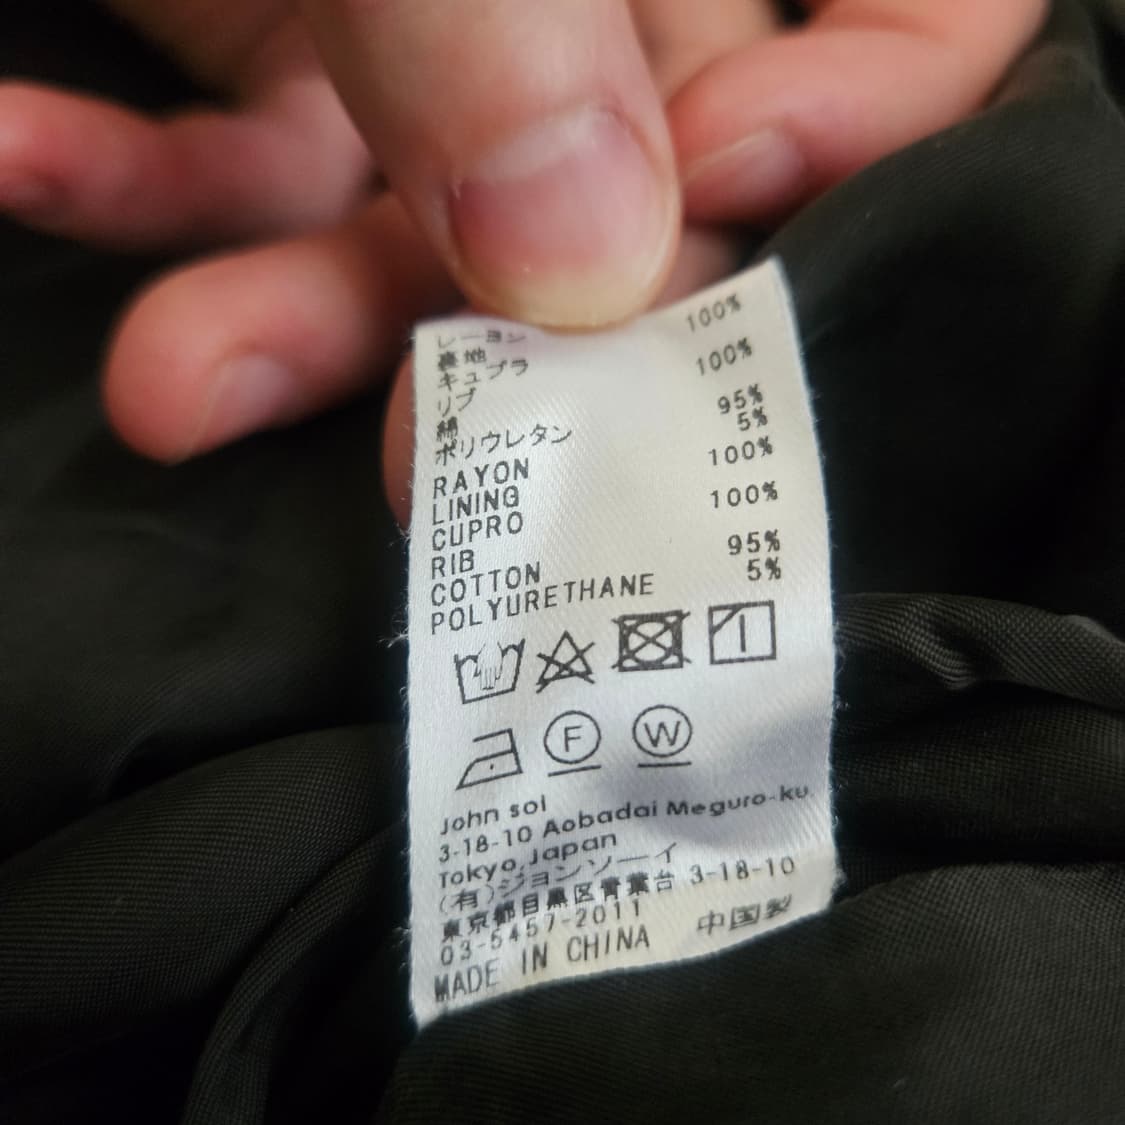 レーヨン 100%
裏地
キュプラ 100%
リブ
綿 95%
ポリウレタン 5%
RAYON 100%
LINING
CUPRO 100%
RIB
COTTON 95%
POLYURETHANE 5%
F W
John sol
3-18-10 Aobadai Meguro-ku
Tokyo,Japan
(有)ジョンソーイ
東京都目黒区青葉台 3-18-10
03-5457-2011
MADE IN CHINA 中国製